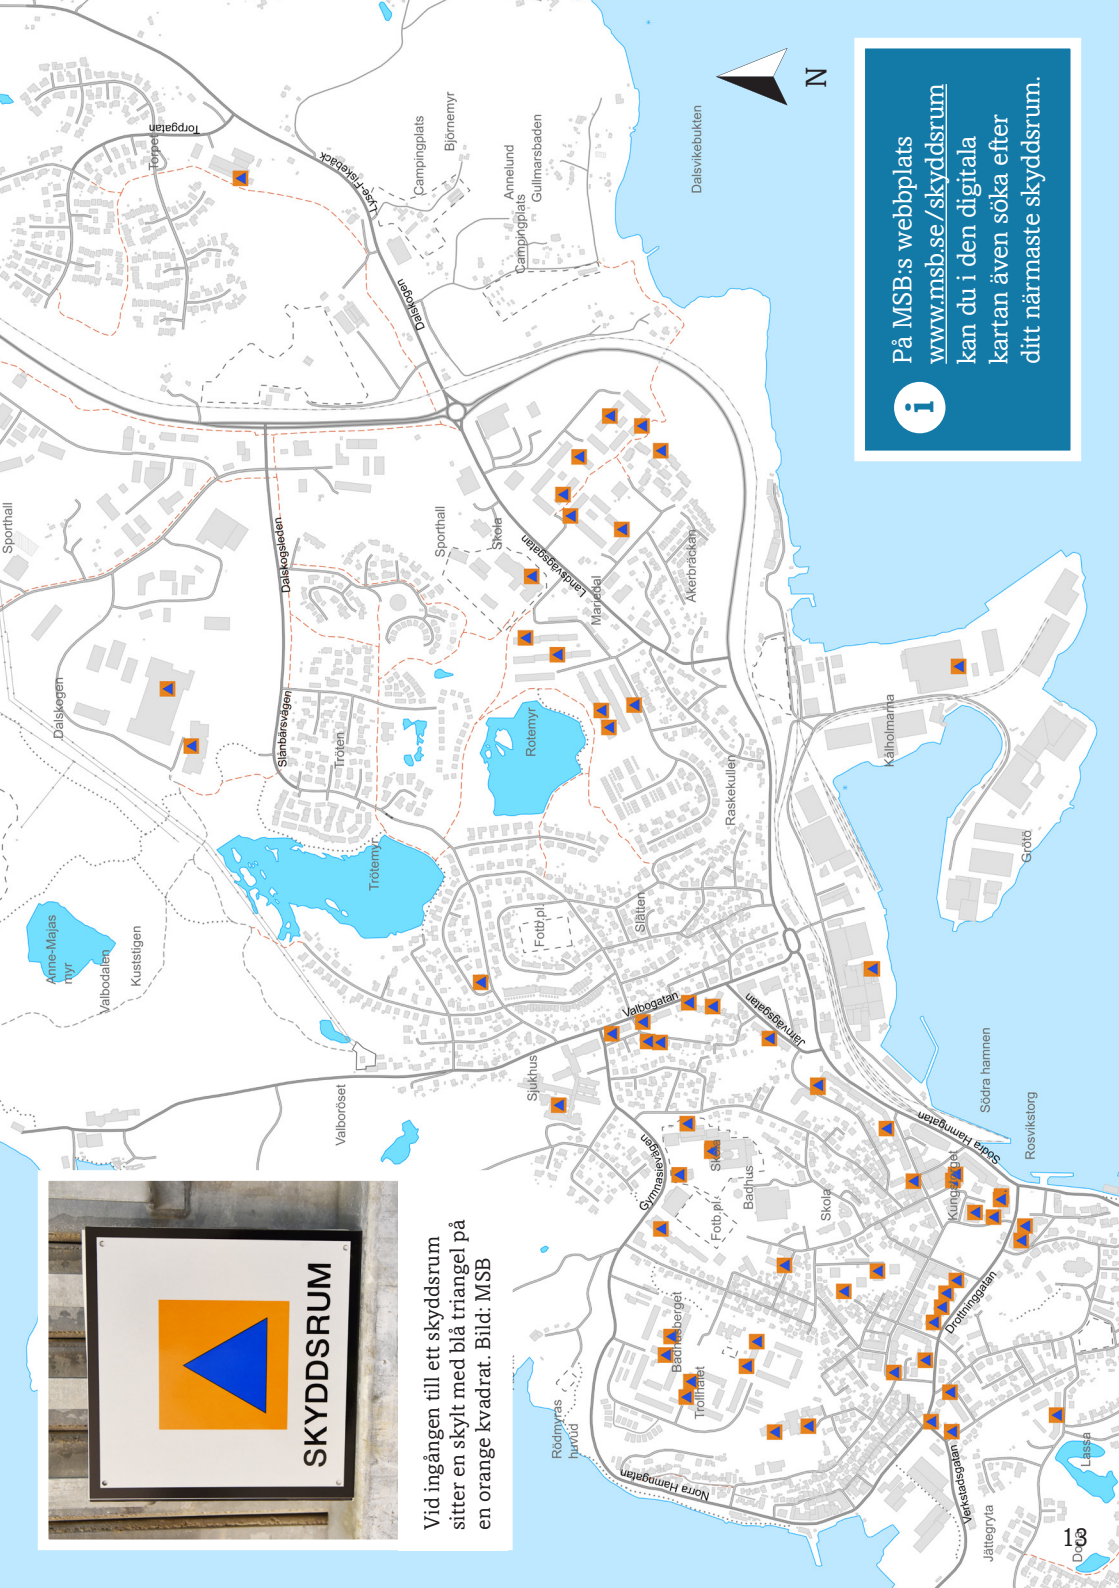 SKYDDSRUM
Vid ingången till ett skyddsrum
sitter en skylt med blå triangel på
en orange kvadrat. Bild: MSB
På MSB:s webbplats
www.msb.se/skyddsrum
kan du i den digitala
kartan även söka efter
ditt närmaste skyddsrum.
i
N
Anne-Majas
myr
Valbodalen
Kuststigen
Dalskogen
Sporthall
Torpet
Torpgatan
Valboröset
Slånbärsvägen
Dalskogsleden
Tröten
Trötemyr
Lyse-Fiskebäck
Dalskogen
Campingplats
Björnemyr
Sporthall
Skola
Annelund
Gullmarsbaden
Campingplats
Rotemyr
Landsvägsgatan
Mariedal
Fotb.pl.
Sjukhus
Slätten
Valbogatan
Åkerbräckan
Dalsvikebukten
Raskekullen
Gymnasievägen
Järnvägsgatan
Skola
Badhus
Fotb.pl.
Skola
Rödmyras
huvud
Badhusberget
Trollhalet
Norra Hamngatan
Kålholmarna
Grötö
Södra Hamngatan
Södra hamnen
Rosvikstorg
Kungstorget
Drottninggatan
Verkstadsgatan
Jättegryta
Lassa
13